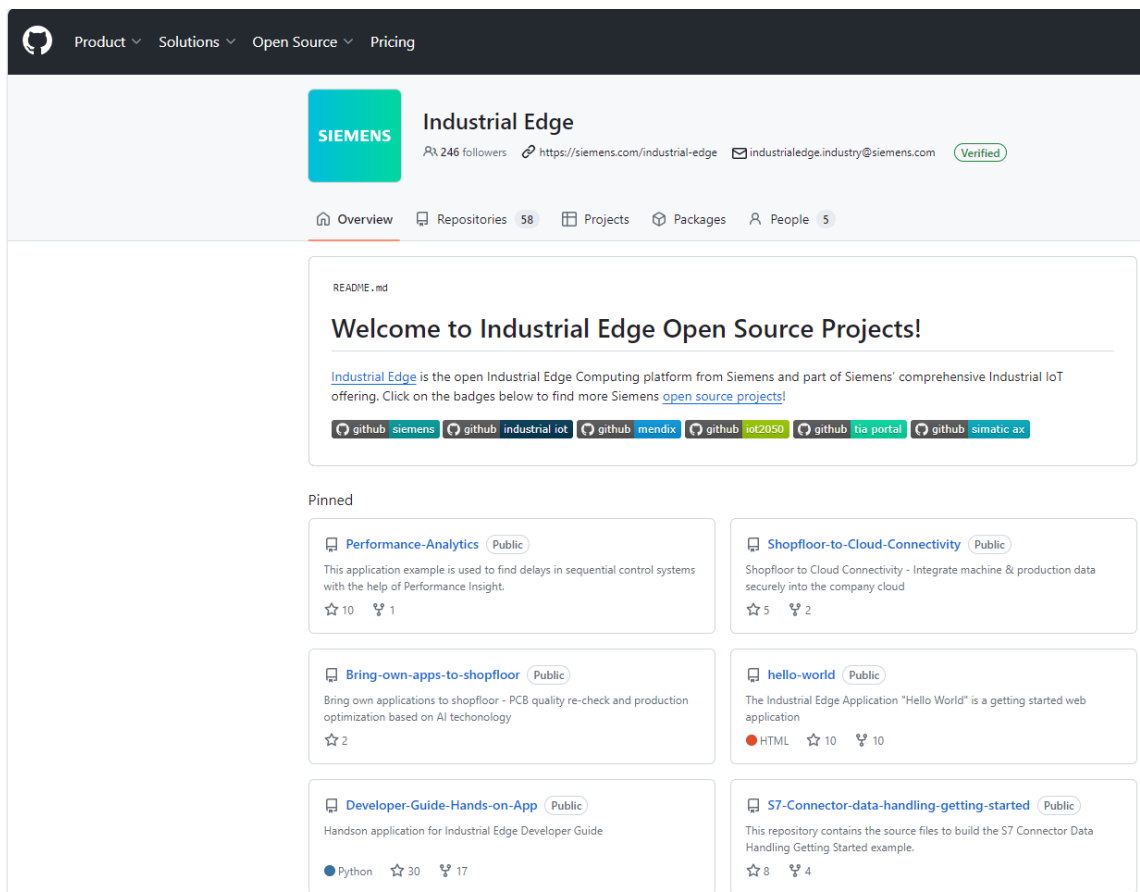 Product Solutions Open Source Pricing
SIEMENS
Industrial Edge
246 followers https://siemens.com/industrial-edge industrialedge.industry@siemens.com Verified
Overview Repositories 58 Projects Packages People 5
README.md
Welcome to Industrial Edge Open Source Projects!
Industrial Edge is the open Industrial Edge Computing platform from Siemens and part of Siemens' comprehensive Industrial IoT
offering. Click on the badges below to find more Siemens open source projects!
github siemens github industrial iot github mendix github iot2050 github tia portal github simatic ax
Pinned
Performance-Analytics Public
This application example is used to find delays in sequential control systems
with the help of Performance Insight.
10 1
Shopfloor-to-Cloud-Connectivity Public
Shopfloor to Cloud Connectivity - Integrate machine & production data
securely into the company cloud
5 2
Bring-own-apps-to-shopfloor Public
Bring own applications to shopfloor - PCB quality re-check and production
optimization based on AI techonology
2
hello-world Public
The Industrial Edge Application "Hello World" is a getting started web
application
HTML 10 10
Developer-Guide-Hands-on-App Public
Handson application for Industrial Edge Developer Guide
Python 30 17
S7-Connector-data-handling-getting-started Public
This repository contains the source files to build the S7 Connector Data
Handling Getting Started example.
8 4